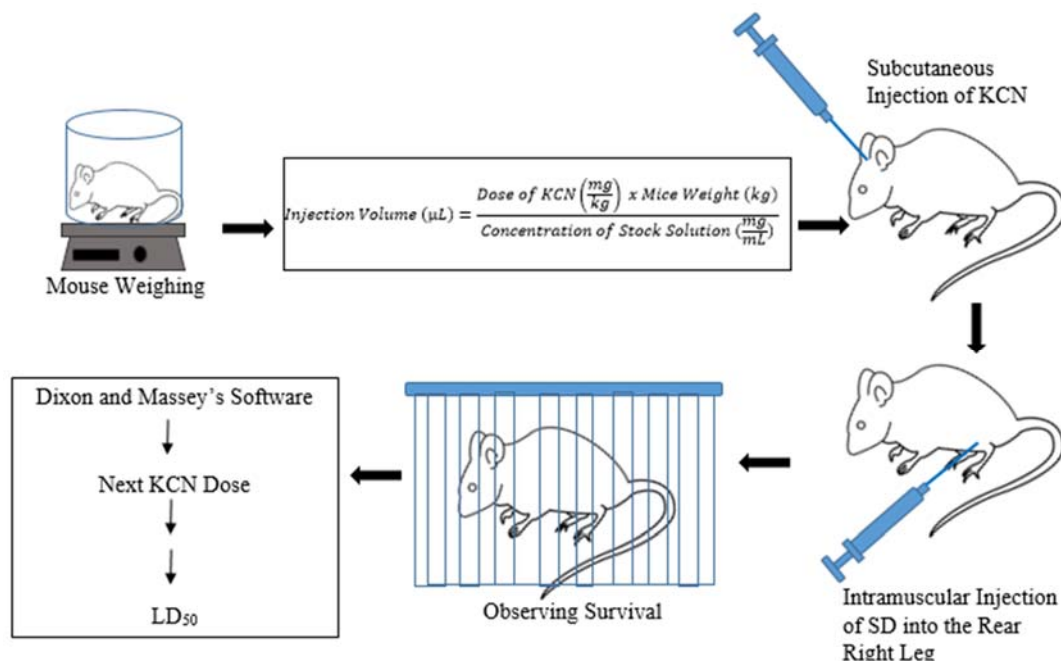 Mouse Weighing
Injection Volume (μL) = Dose of KCN (mg/kg) x Mice Weight (kg) / Concentration of Stock Solution (mg/mL)
Subcutaneous
Injection of KCN
Intramuscular Injection
of SD into the Rear
Right Leg
Observing Survival
Dixon and Massey’s Software
Next KCN Dose
LD₅₀